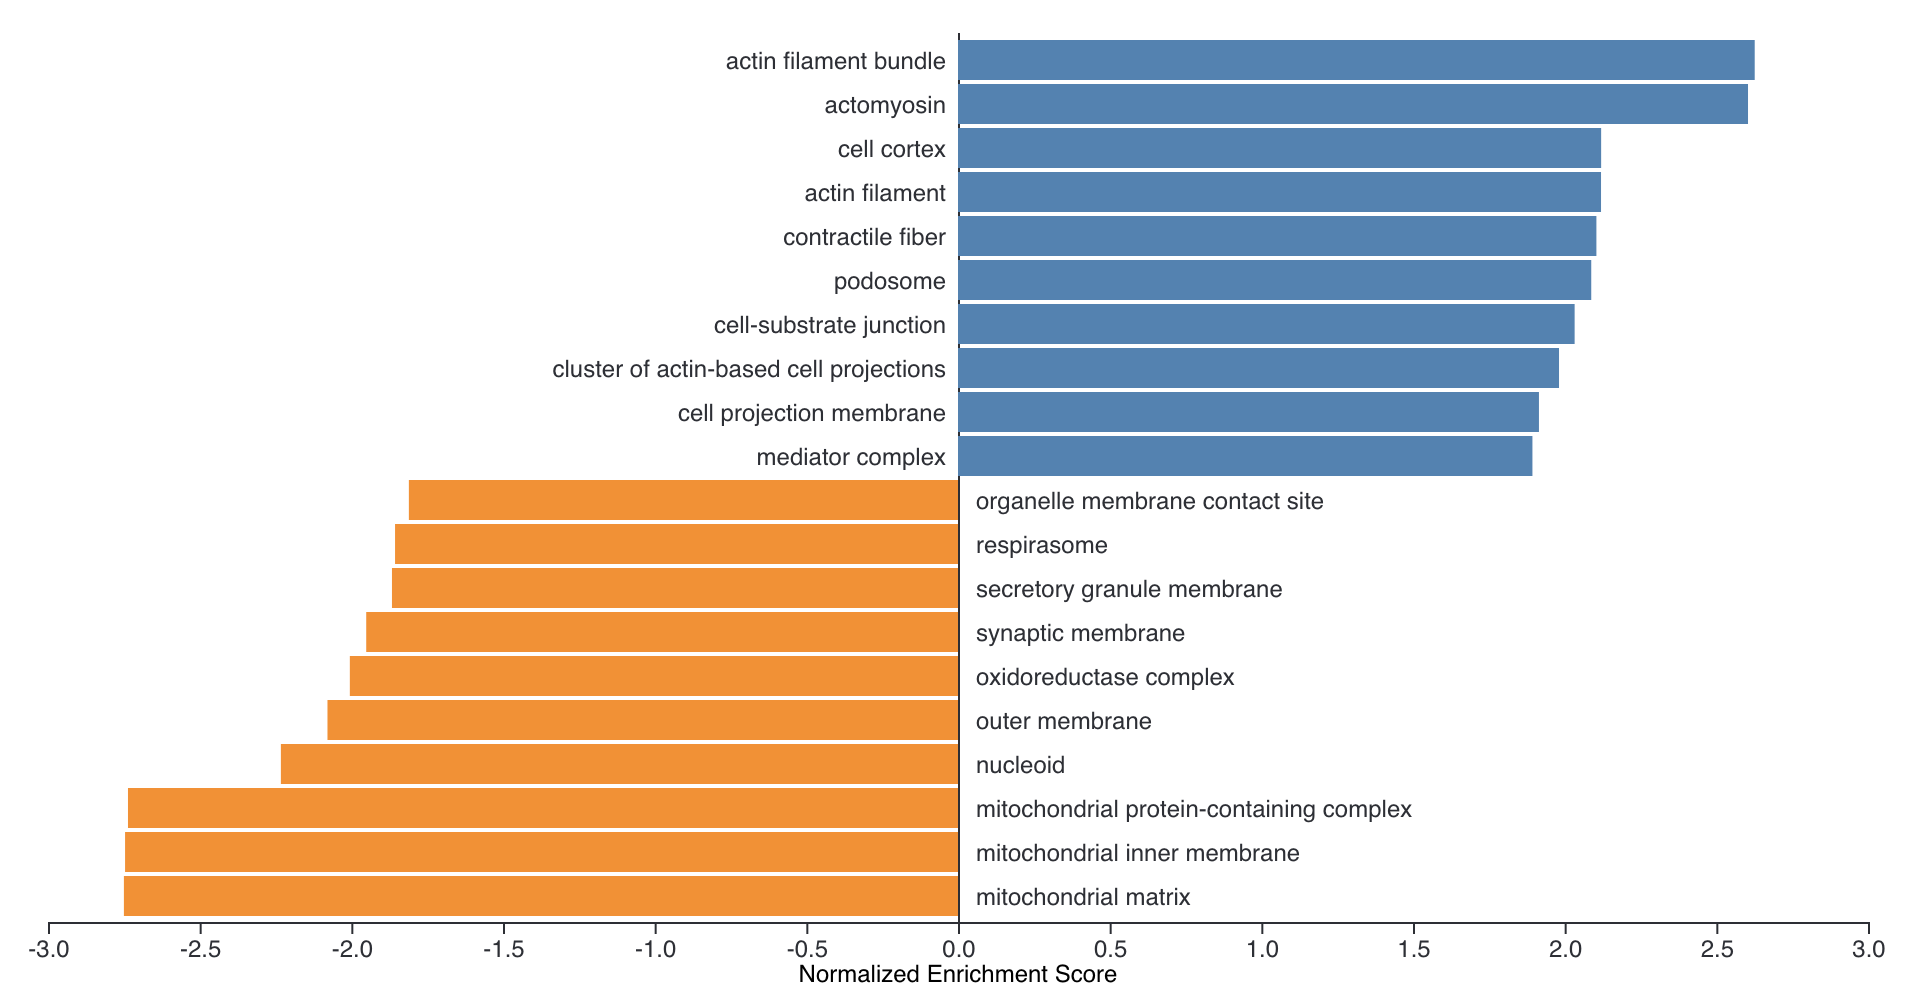 actin filament bundle
actomyosin
cell cortex
actin filament
contractile fiber
podosome
cell-substrate junction
cluster of actin-based cell projections
cell projection membrane
mediator complex
organelle membrane contact site
respirasome
secretory granule membrane
synaptic membrane
oxidoreductase complex
outer membrane
nucleoid
mitochondrial protein-containing complex
mitochondrial inner membrane
mitochondrial matrix
-3.0 -2.5 -2.0 -1.5 -1.0 -0.5 0.0 0.5 1.0 1.5 2.0 2.5 3.0
Normalized Enrichment Score